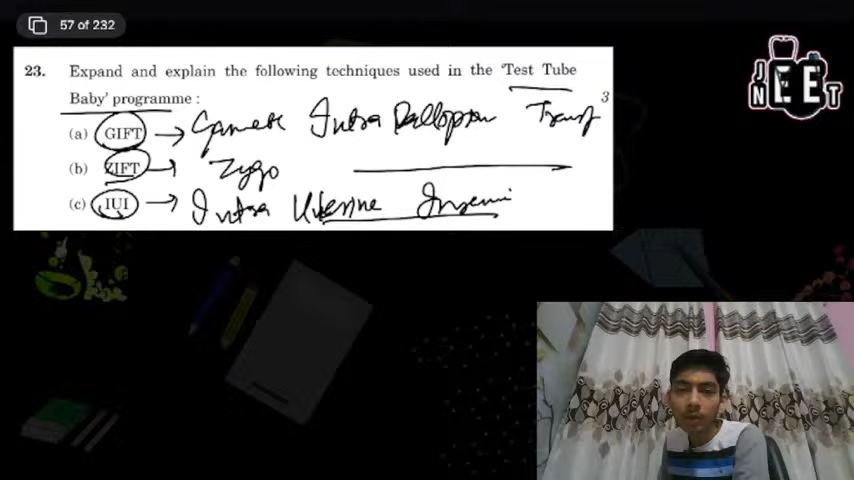 57 of 232
23. Expand and explain the following techniques used in the 'Test Tube
Baby' programme : 3
(a) GIFT → Gamete Intra Fallopian Transf
(b) ZIFT → Zygo
(c) IUI → Intra Uterine Insemi
JEE
NEET